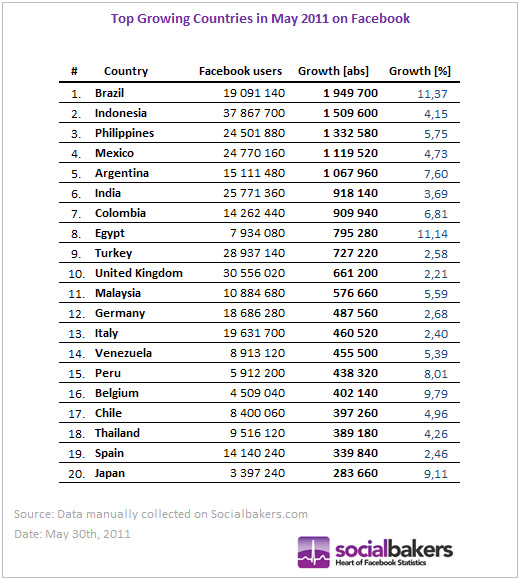 Top Growing Countries in May 2011 on Facebook
# Country Facebook users Growth [abs] Growth [%]
1. Brazil 19 091 140 1 949 700 11,37
2. Indonesia 37 867 700 1 509 600 4,15
3. Philippines 24 501 880 1 332 580 5,75
4. Mexico 24 770 160 1 119 520 4,73
5. Argentina 15 111 480 1 067 960 7,60
6. India 25 771 360 918 140 3,69
7. Colombia 14 262 440 909 940 6,81
8. Egypt 7 934 080 795 280 11,14
9. Turkey 28 937 140 727 220 2,58
10. United Kingdom 30 556 020 661 200 2,21
11. Malaysia 10 884 680 576 660 5,59
12. Germany 18 686 280 487 560 2,68
13. Italy 19 631 700 460 520 2,40
14. Venezuela 8 913 120 455 500 5,39
15. Peru 5 912 200 438 320 8,01
16. Belgium 4 509 040 402 140 9,79
17. Chile 8 400 060 397 260 4,96
18. Thailand 9 516 120 389 180 4,26
19. Spain 14 140 240 339 840 2,46
20. Japan 3 397 240 283 660 9,11
Source: Data manually collected on Socialbakers.com
Date: May 30th, 2011
socialbakers
Heart of Facebook Statistics